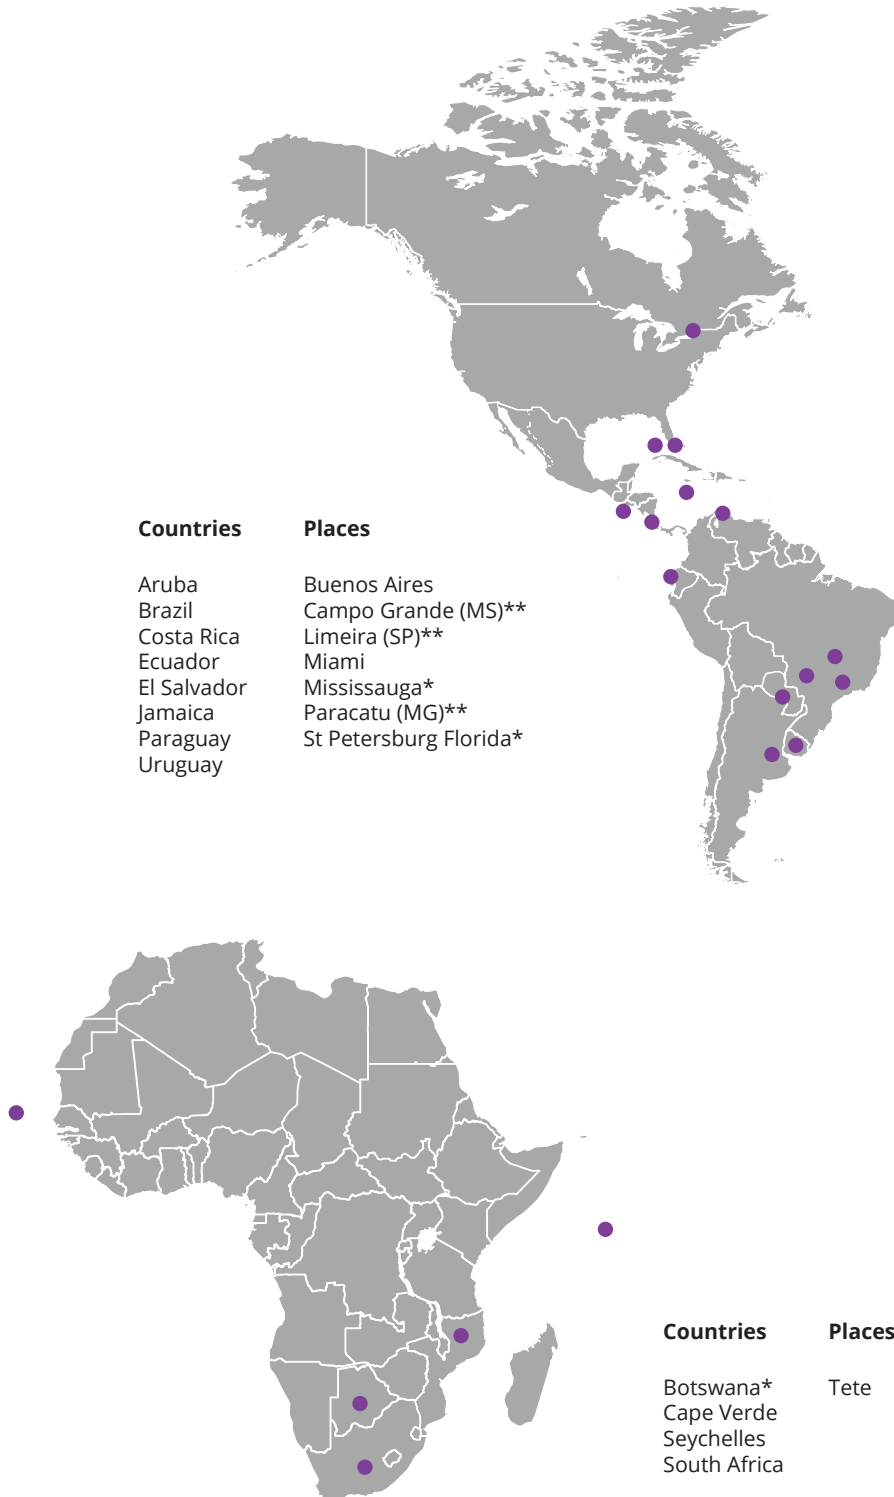 Countries Places
Aruba Buenos Aires
Brazil Campo Grande (MS)**
Costa Rica Limeira (SP)**
Ecuador Miami
El Salvador Mississauga*
Jamaica Paracatu (MG)**
Paraguay St Petersburg Florida*
Uruguay
Countries Places
Botswana* Tete
Cape Verde
Seychelles
South Africa